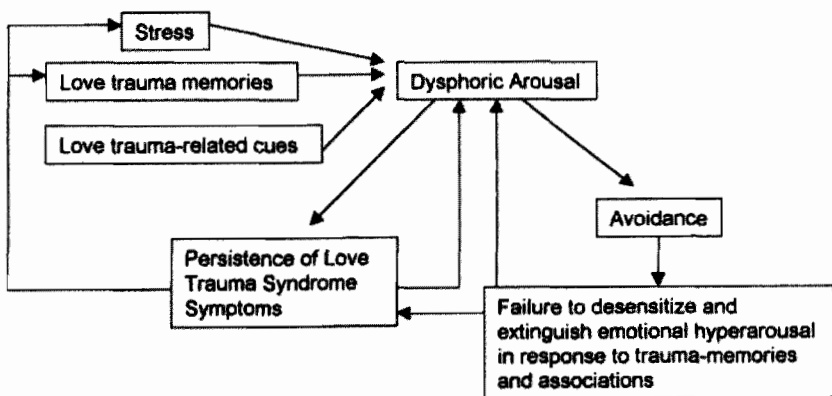 Stress
Love trauma memories
Dysphoric Arousal
Love trauma-related cues
Avoidance
Persistence of Love
Trauma Syndrome
Symptoms
Failure to desensitize and
extinguish emotional hyperarousal
in response to trauma-memories
and associations